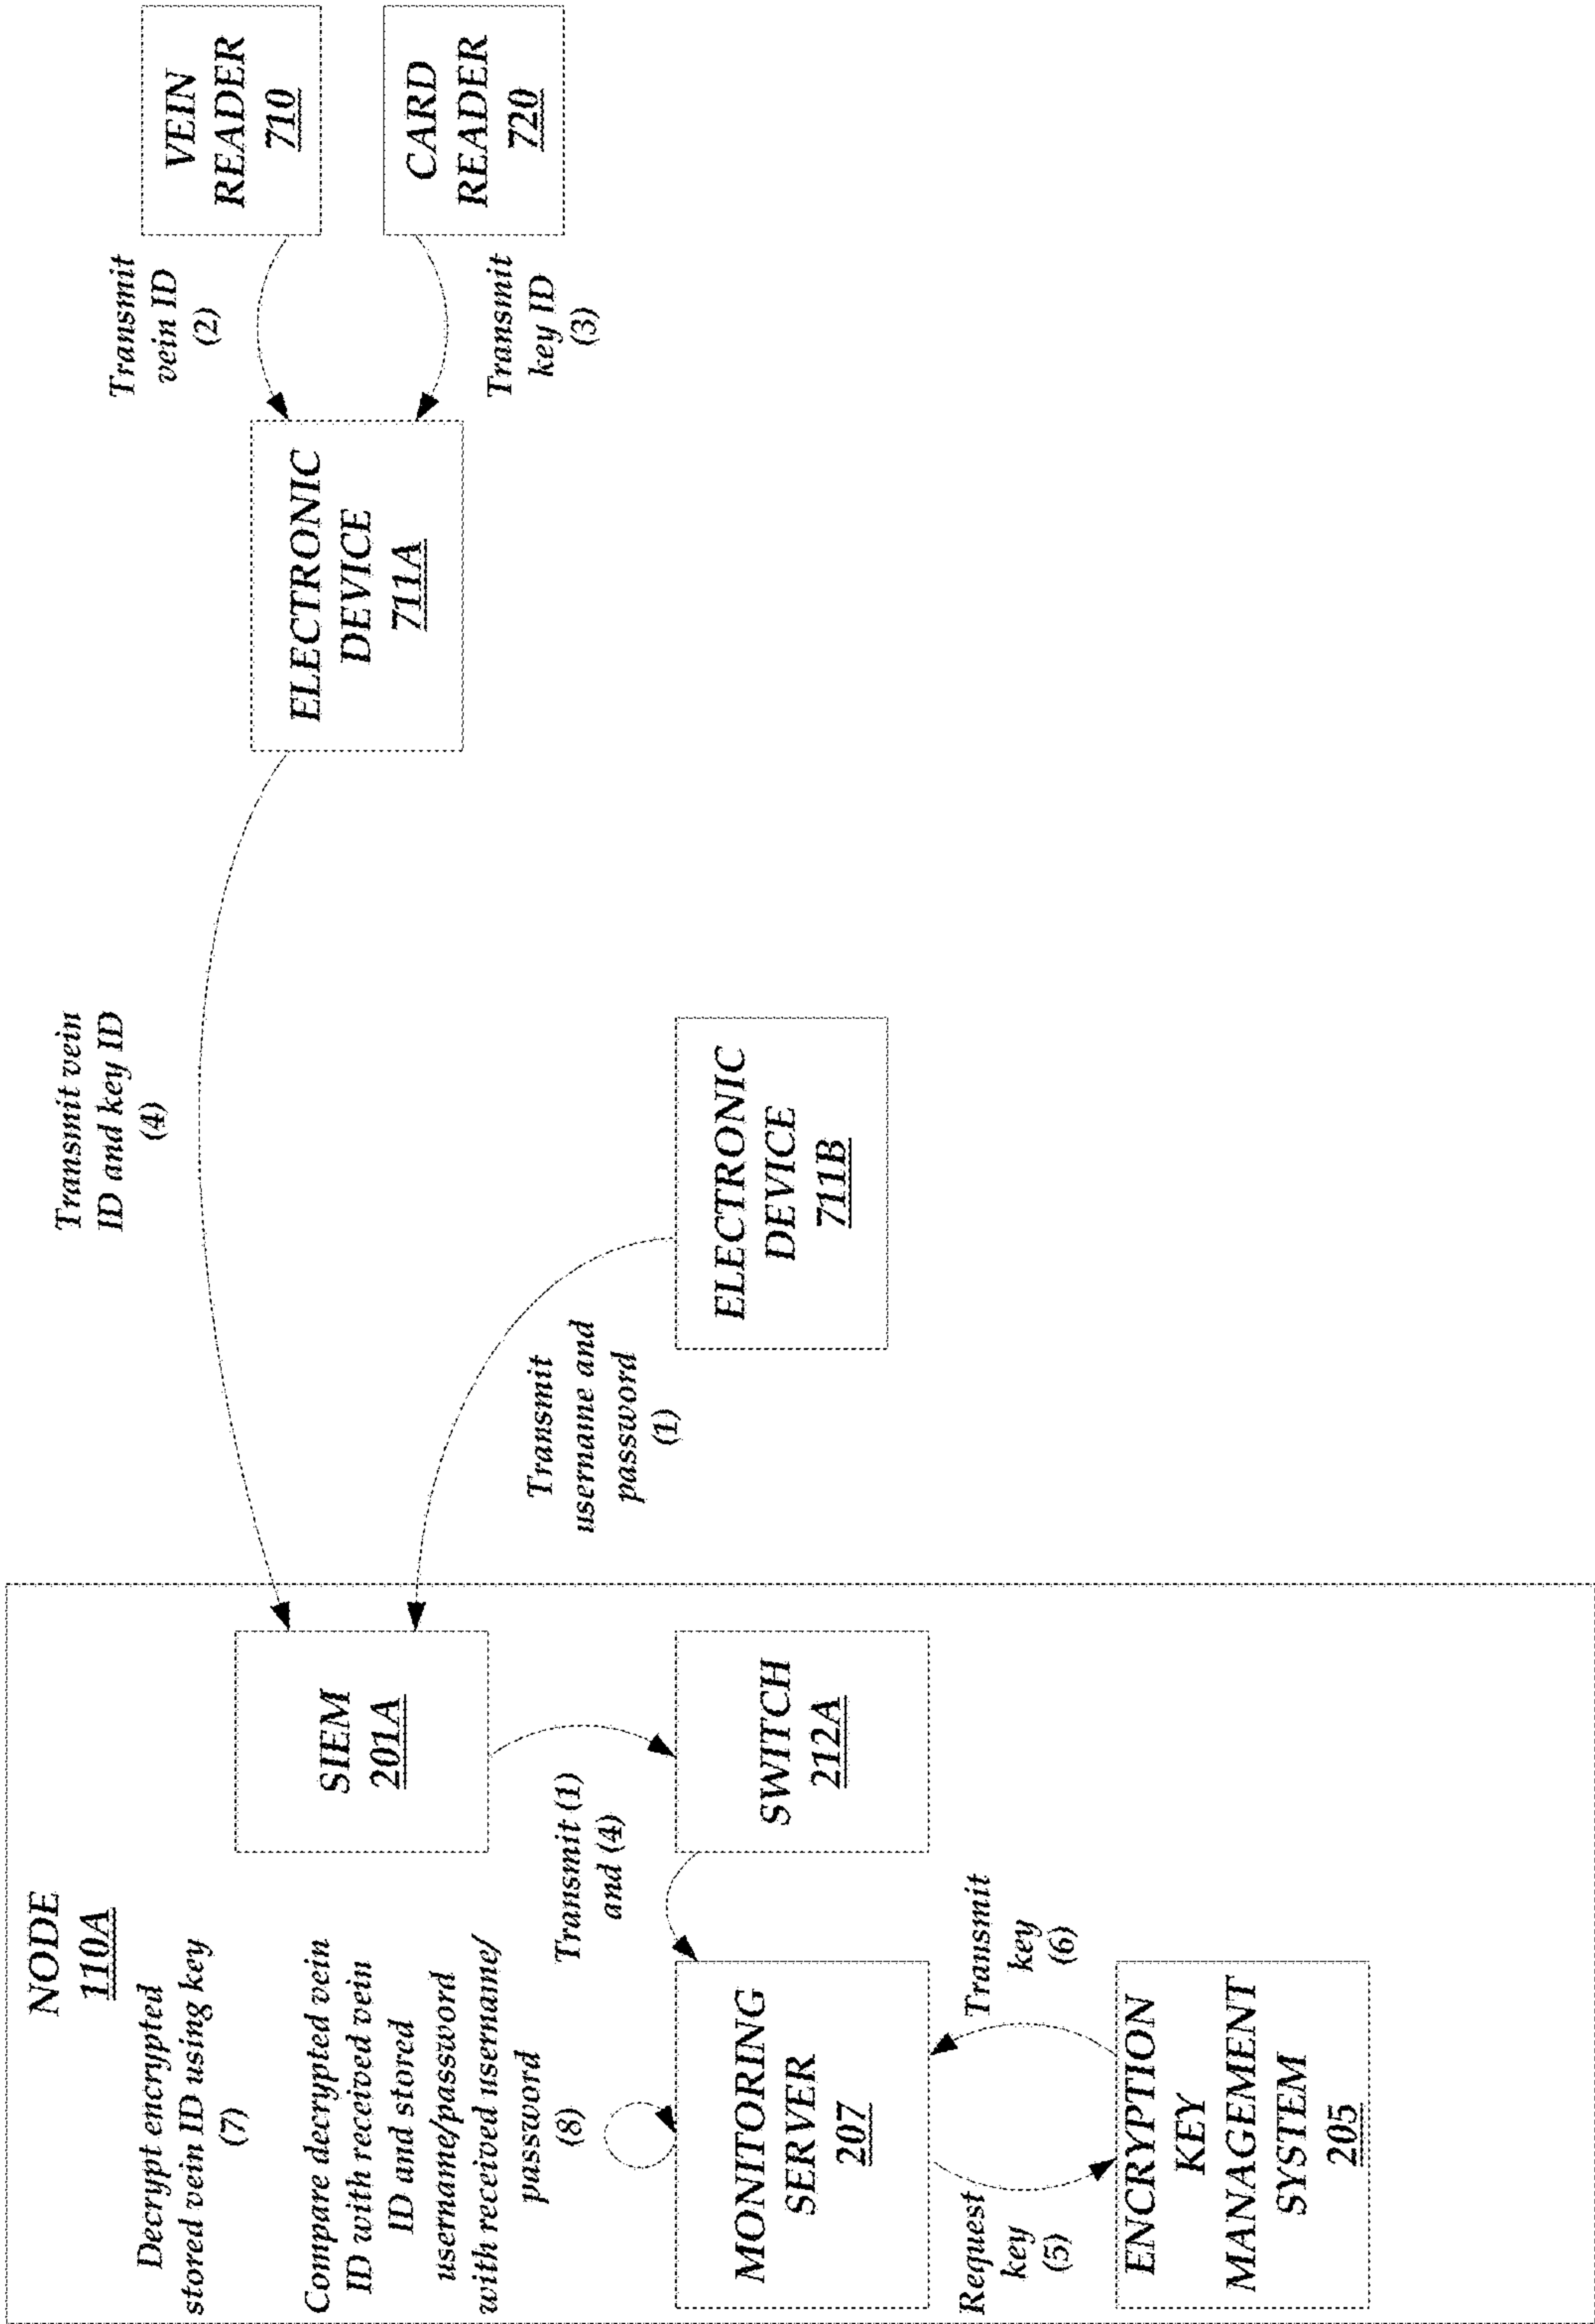 NODE
110A
Decrypt encrypted
stored vein ID using key
(7)
Compare decrypted vein
ID with received vein
ID and stored
username/password
with received username/
password
(8)
MONITORING
SERVER
207
Request
key
(5)
Transmit
key
(6)
ENCRYPTION
KEY
MANAGEMENT
SYSTEM
205
SIEM
201A
Transmit (1)
and (4)
SWITCH
212A
Transmit vein
ID and key ID
(4)
Transmit
username and
password
(1)
ELECTRONIC
DEVICE
711B
ELECTRONIC
DEVICE
711A
Transmit
vein ID
(2)
Transmit
key ID
(3)
VEIN
READER
710
CARD
READER
720